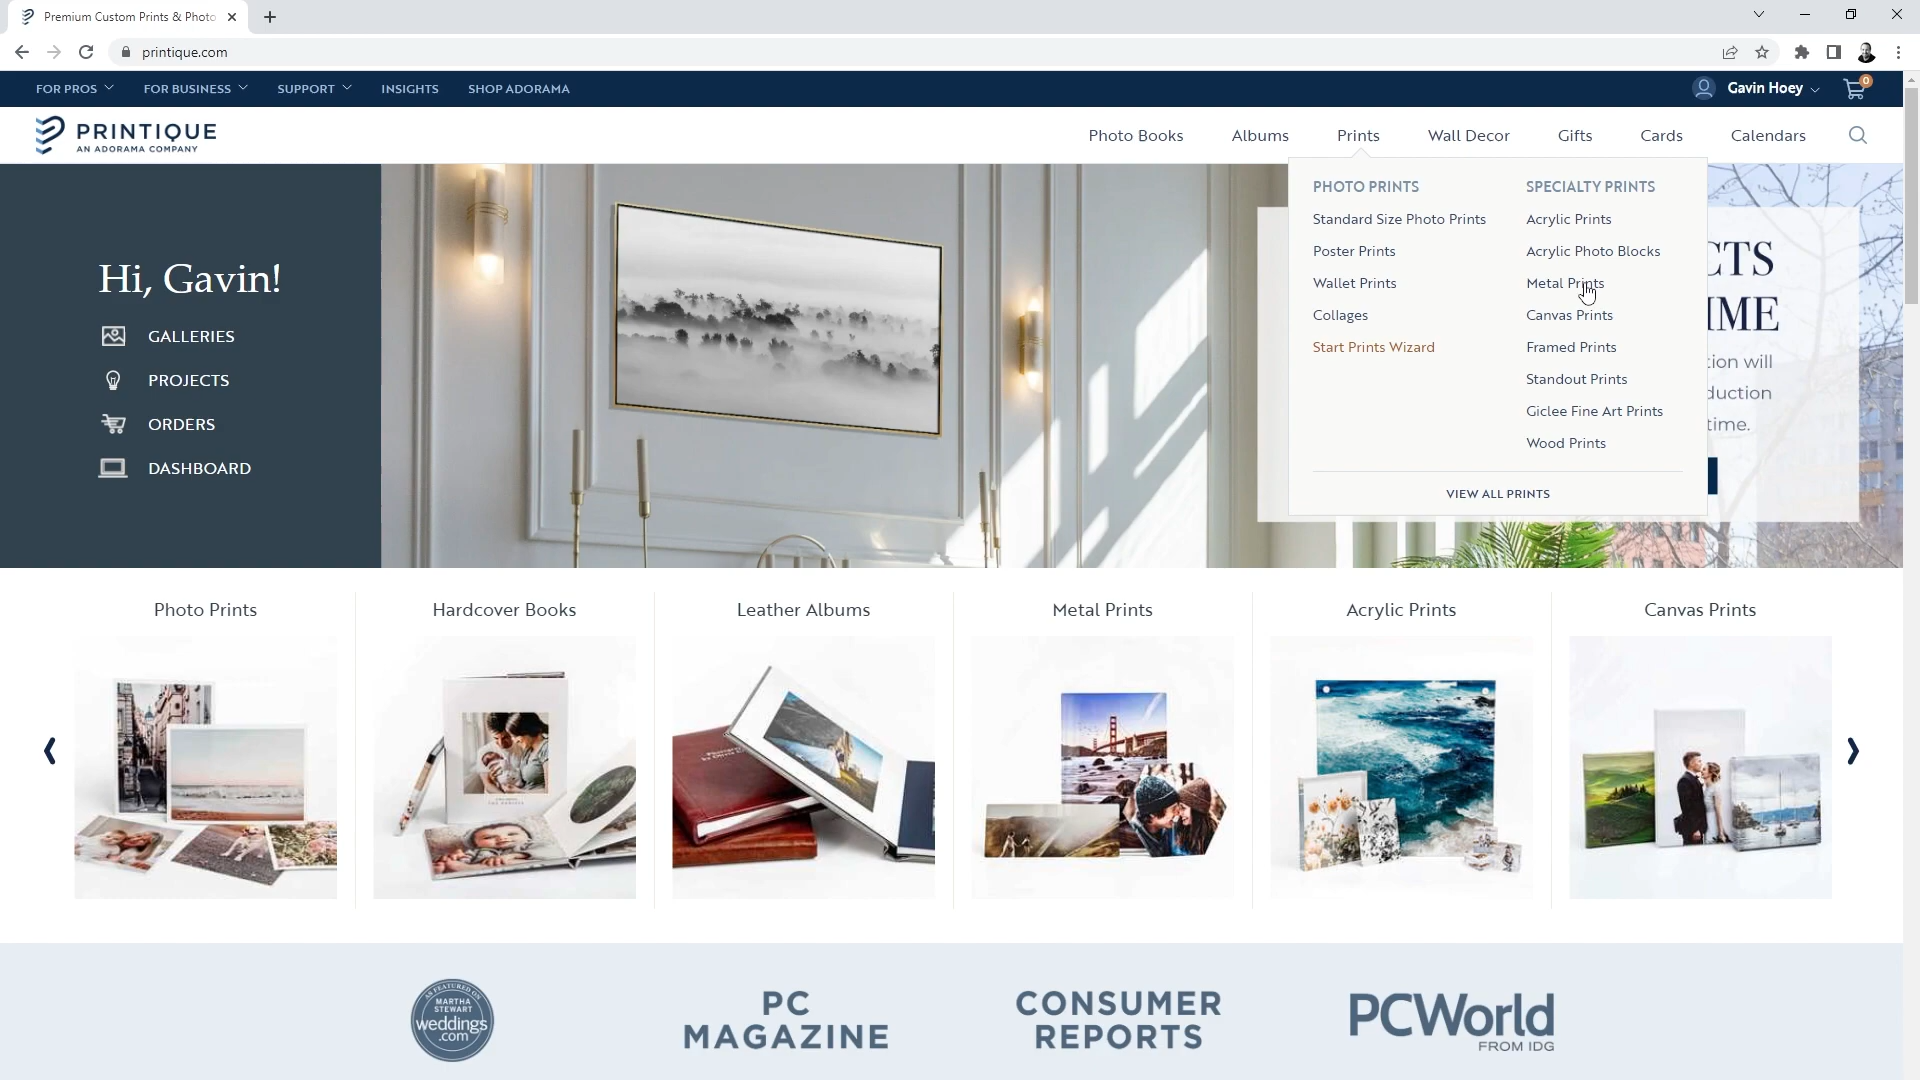 Premium Custom Prints & Photo
printique.com
FOR PROS
FOR BUSINESS
SUPPORT
INSIGHTS
SHOP ADORAMA
Gavin Hoey
0
PRINTIQUE
AN ADORAMA COMPANY
Photo Books
Albums
Prints
Wall Decor
Gifts
Cards
Calendars
Hi, Gavin!
GALLERIES
PROJECTS
ORDERS
DASHBOARD
PHOTO PRINTS
Standard Size Photo Prints
Poster Prints
Wallet Prints
Collages
Start Prints Wizard
SPECIALTY PRINTS
Acrylic Prints
Acrylic Photo Blocks
Metal Prints
Canvas Prints
Framed Prints
Standout Prints
Giclee Fine Art Prints
Wood Prints
VIEW ALL PRINTS
will
time.
Photo Prints
Hardcover Books
Leather Albums
Metal Prints
Acrylic Prints
Canvas Prints
AS FEATURED ON
MARTHA
STEWART
weddings
.com
PC
MAGAZINE
CONSUMER
REPORTS
PCWorld
FROM IDG